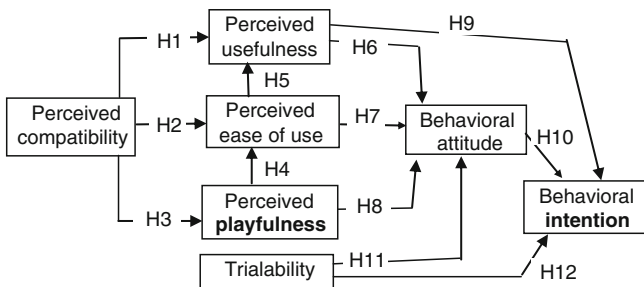 H1
Perceived
usefulness
H9
H6
H5
Perceived
compatibility
H2
Perceived
ease of use
H7
Behavioral
attitude
H10
H4
H3
Perceived
playfulness
H8
Behavioral
intention
Trialability
H11
H12